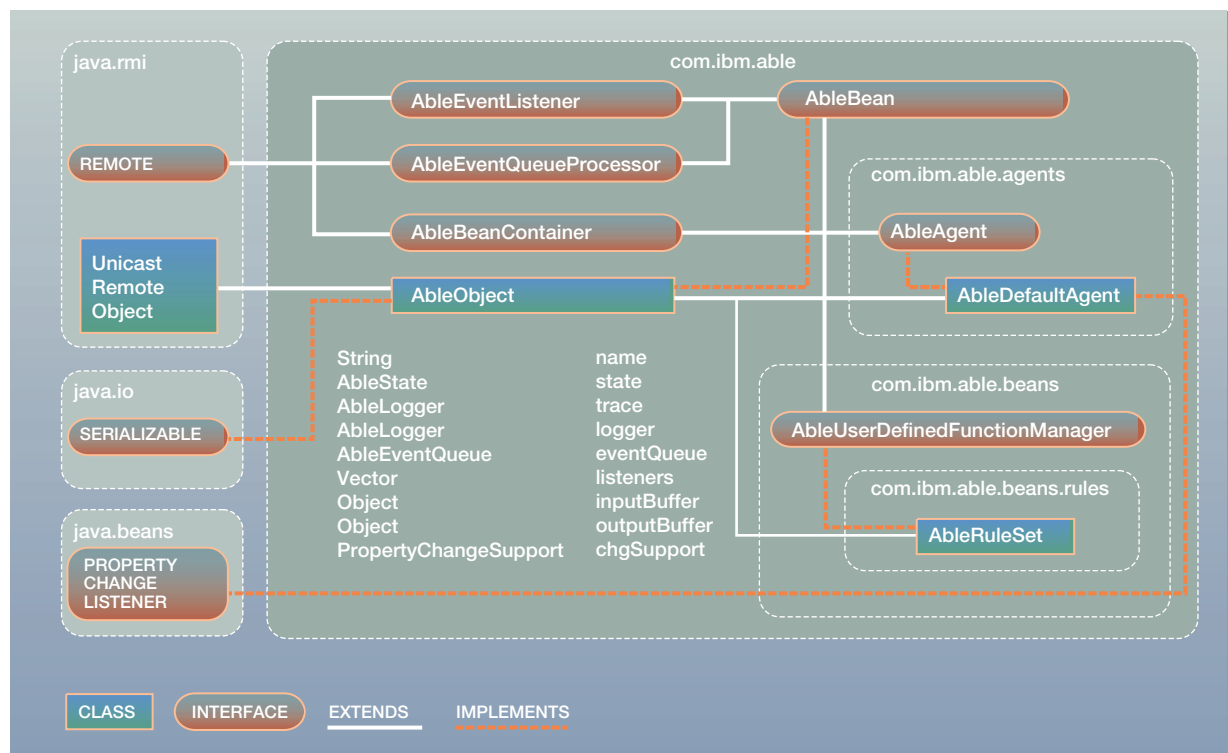 java.rmi
com.ibm.able
AbleEventListener
AbleBean
REMOTE
AbleEventQueueProcessor
com.ibm.able.agents
AbleBeanContainer
AbleAgent
Unicast
Remote
Object
AbleObject
AbleDefaultAgent
String name
AbleState state
AbleLogger trace
AbleLogger logger
AbleEventQueue eventQueue
Vector listeners
Object inputBuffer
Object outputBuffer
PropertyChangeSupport chgSupport
java.io
SERIALIZABLE
com.ibm.able.beans
AbleUserDefinedFunctionManager
com.ibm.able.beans.rules
AbleRuleSet
java.beans
PROPERTY
CHANGE
LISTENER
CLASS
INTERFACE
EXTENDS
IMPLEMENTS